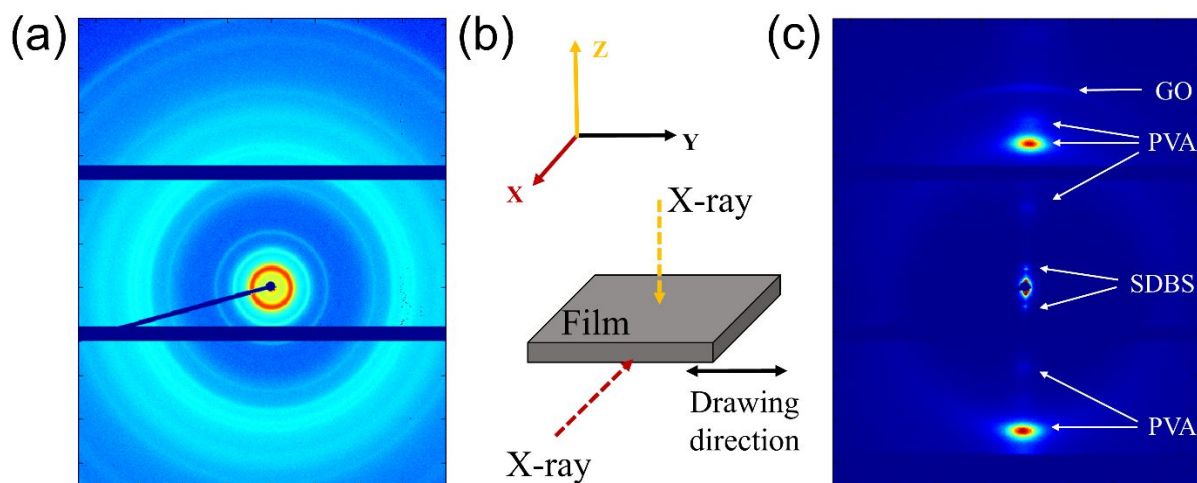 (a)
(b)
(c)
Z
Y
X
X-ray
Film
Drawing
direction
X-ray
GO
PVA
SDBS
PVA